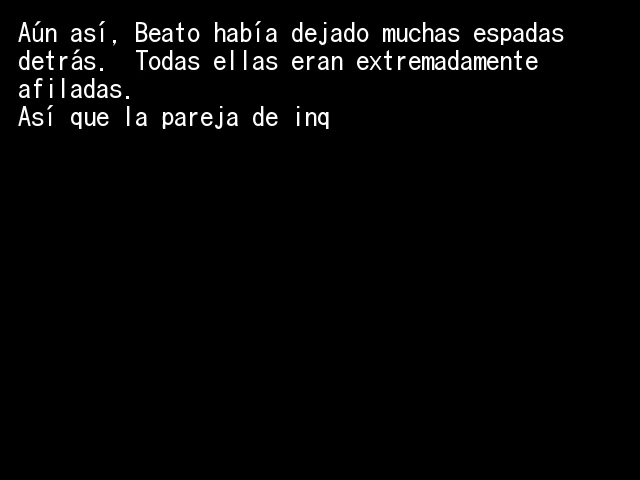 Aún así, Beato había dejado muchas espadas
detrás.  Todas ellas eran extremadamente
afiladas.
Así que la pareja de inq